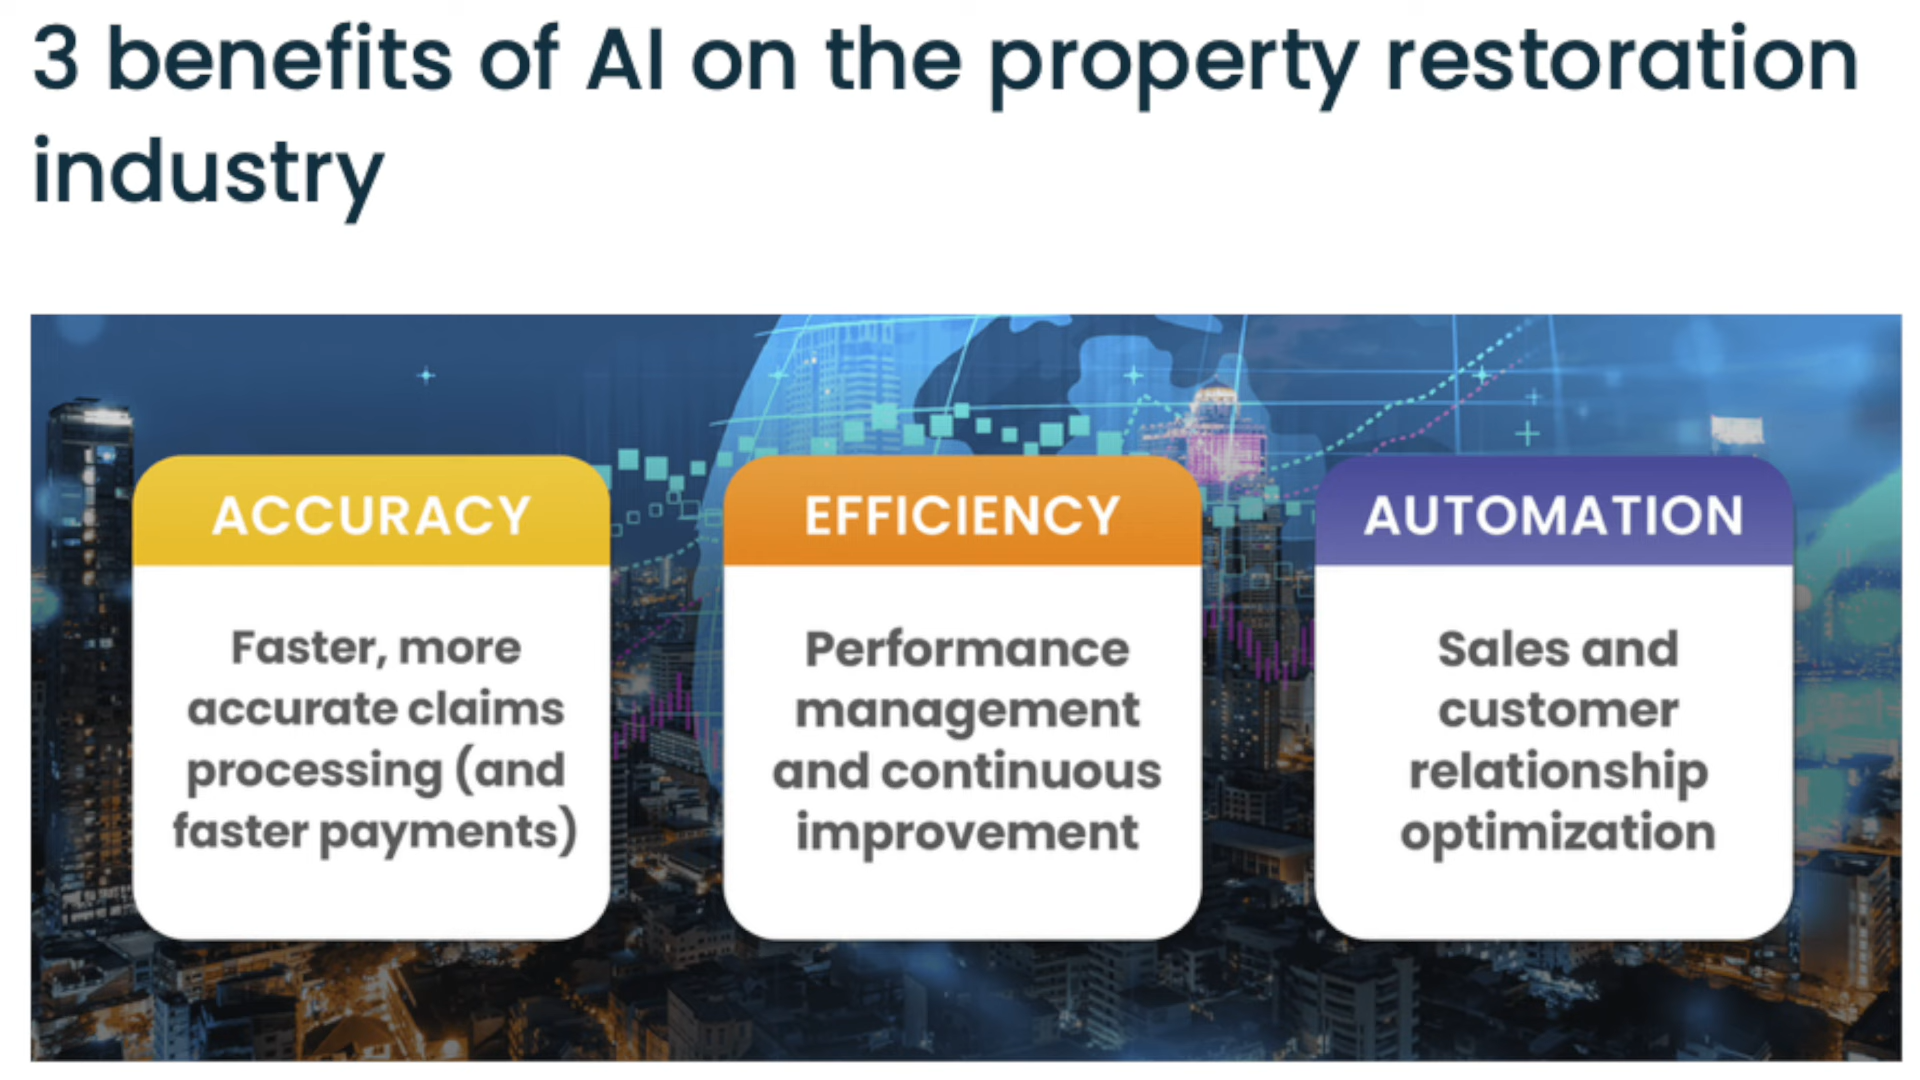 3 benefits of AI on the property restoration
industry
ACCURACY
Faster, more
accurate claims
processing (and
faster payments)
EFFICIENCY
Performance
management
and continuous
improvement
AUTOMATION
Sales and
customer
relationship
optimization